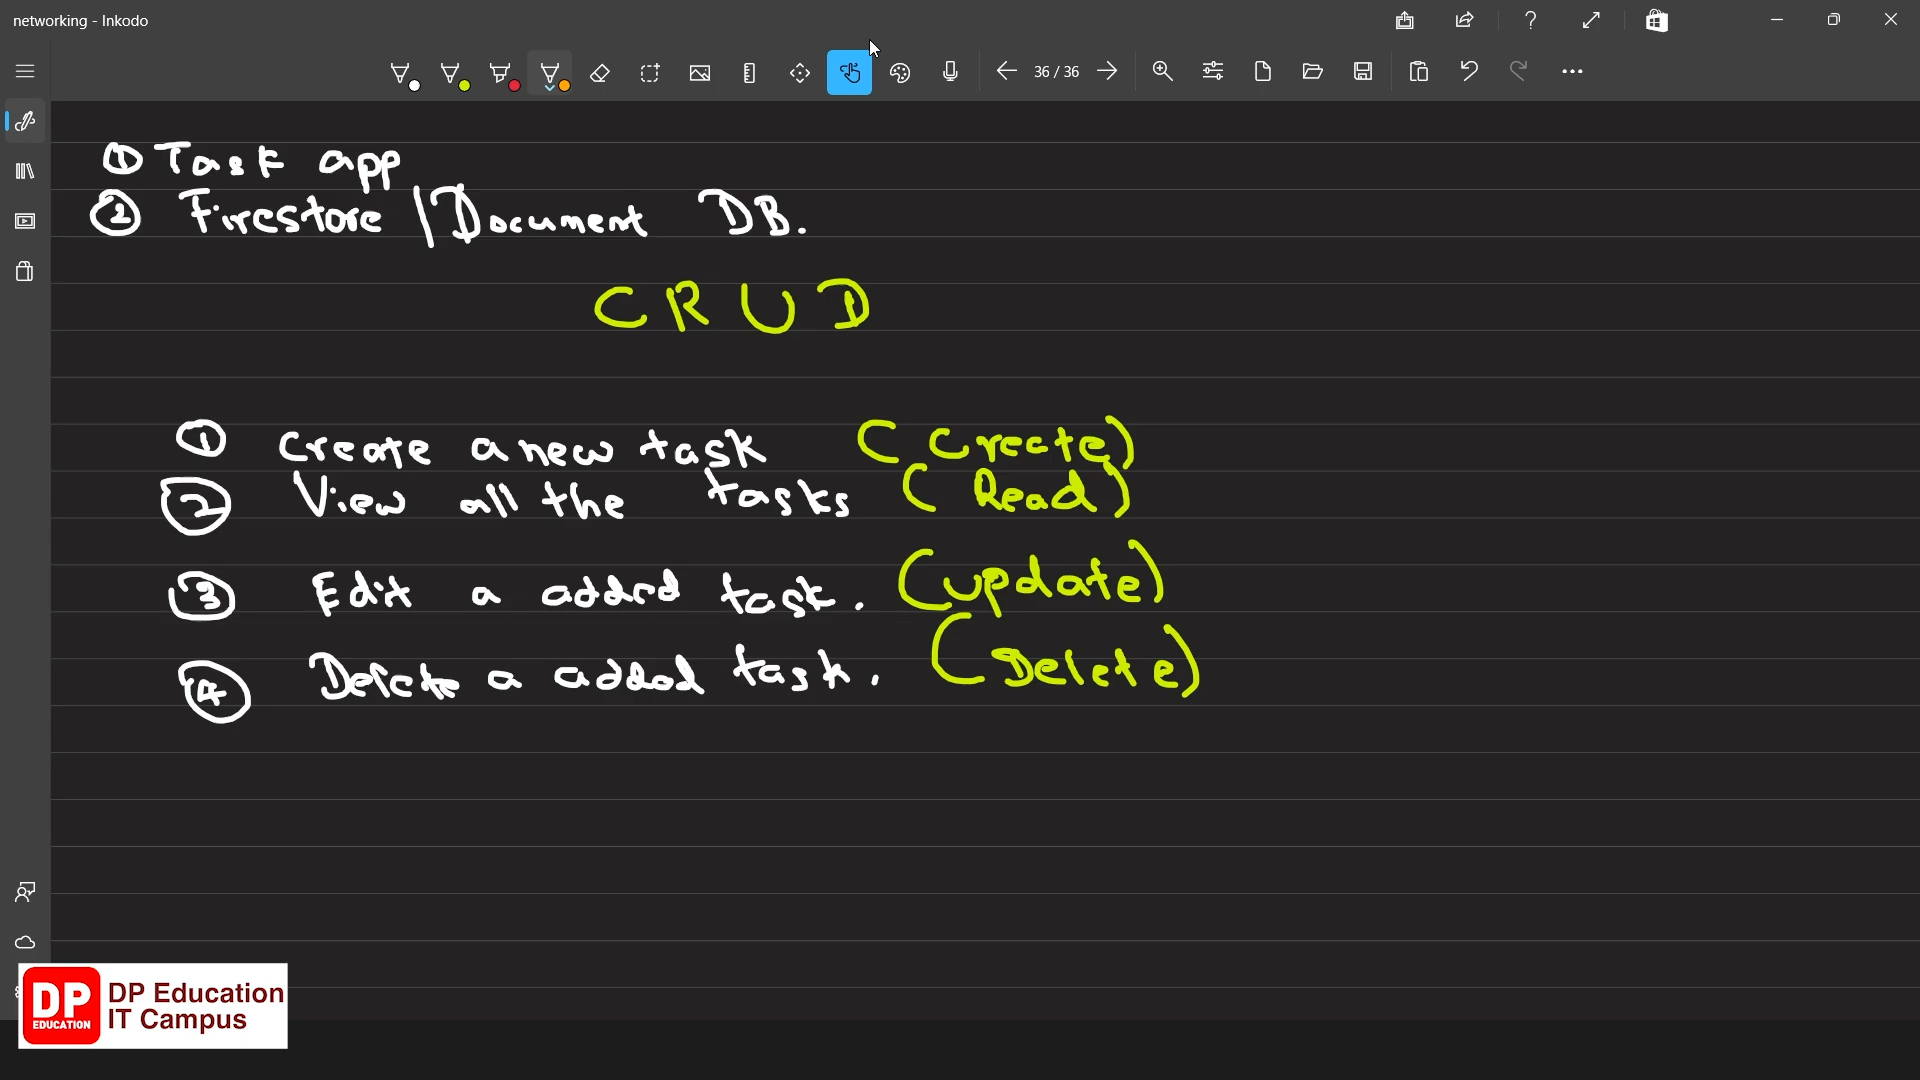 networking - Inkodo
36 / 36
① Task app
② Firestore / Document DB.
C R U D
① Create a new task (Create)
② View all the tasks (Read)
③ Edit a added task. (update)
④ Delete a added task. (Delete)
DP EDUCATION
DP Education
IT Campus